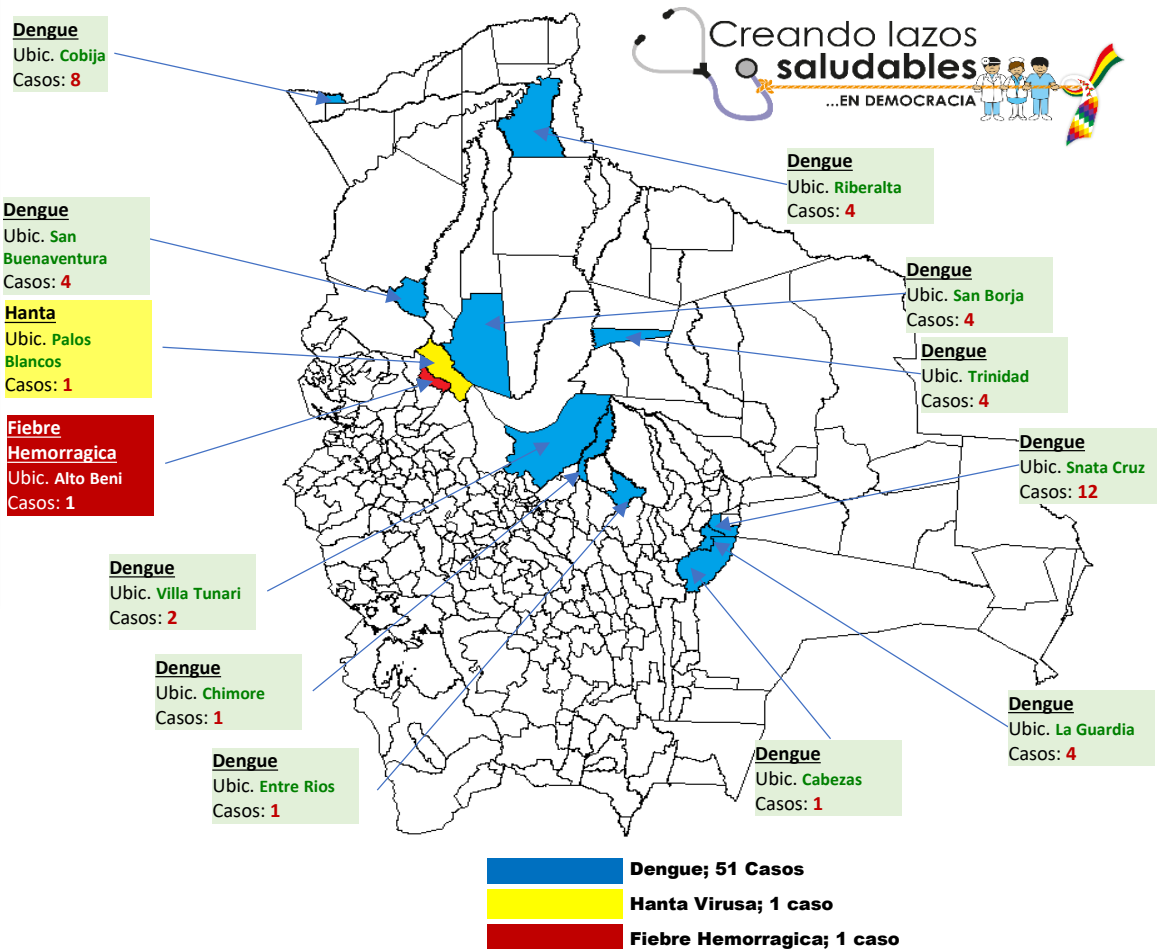 Dengue
Ubic. Cobija
Casos: 8
Creando lazos
saludables
...EN DEMOCRACIA
Dengue
Ubic. Riberalta
Casos: 4
Dengue
Ubic. San
Buenaventura
Casos: 4
Dengue
Ubic. San Borja
Casos: 4
Hanta
Ubic. Palos
Blancos
Casos: 1
Dengue
Ubic. Trinidad
Casos: 4
Fiebre
Hemorragica
Ubic. Alto Beni
Casos: 1
Dengue
Ubic. Snata Cruz
Casos: 12
Dengue
Ubic. Villa Tunari
Casos: 2
Dengue
Ubic. Chimore
Casos: 1
Dengue
Ubic. La Guardia
Casos: 4
Dengue
Ubic. Entre Rios
Casos: 1
Dengue
Ubic. Cabezas
Casos: 1
Dengue; 51 Casos
Hanta Virusa; 1 caso
Fiebre Hemorragica; 1 caso